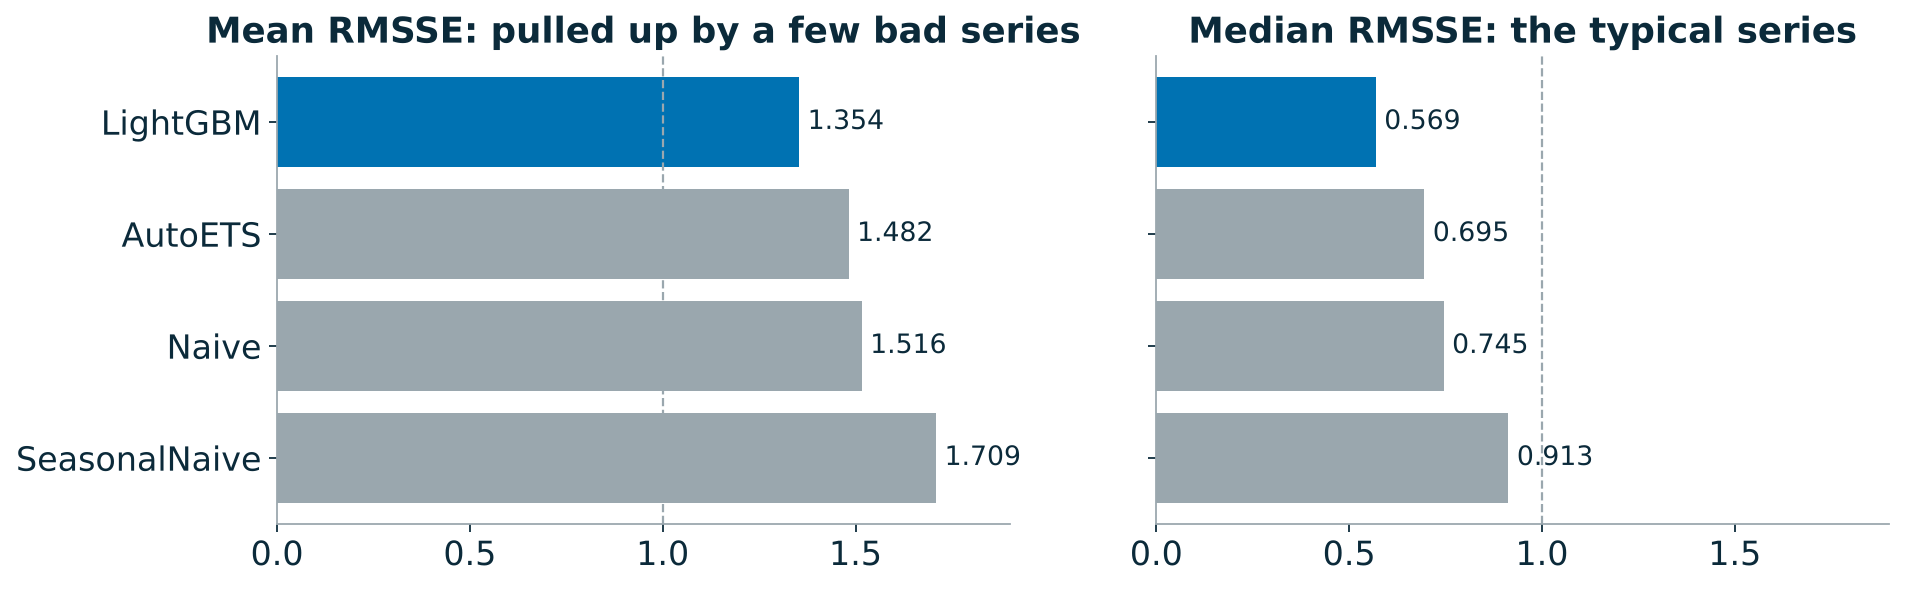 Mean RMSSE: pulled up by a few bad series
LightGBM
1.354
AutoETS
1.482
Naive
1.516
SeasonalNaive
1.709
0.0 0.5 1.0 1.5
Median RMSSE: the typical series
0.569
0.695
0.745
0.913
0.0 0.5 1.0 1.5